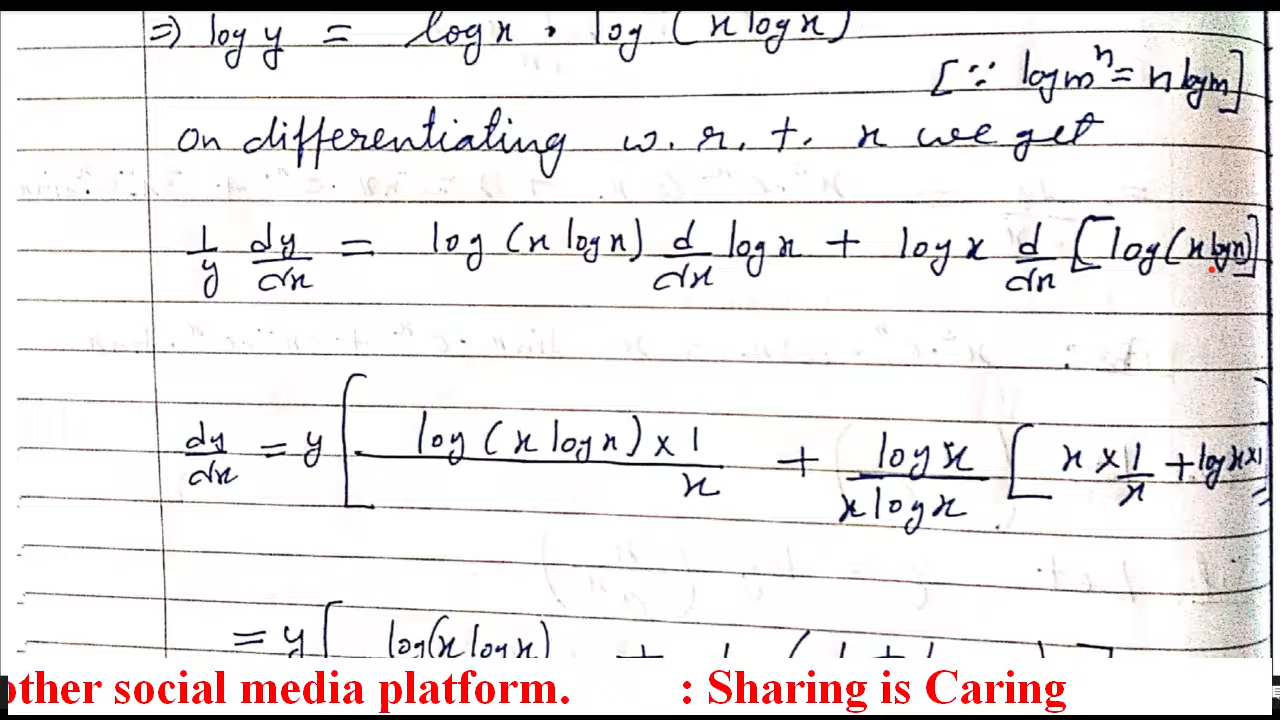 ⇒ log y = log x . log (x log x)
[∵ log mⁿ = n log m]
on differentiating w.r.t. x we get
1/y dy/dx = log (x log x) d/dx log x + log x d/dx [log (x log x)]
dy/dx = y [log (x log x) × 1/x + log x/x log x [x × 1/x + log x × 1
= y [log(x log x)
other social media platform. : Sharing is Caring